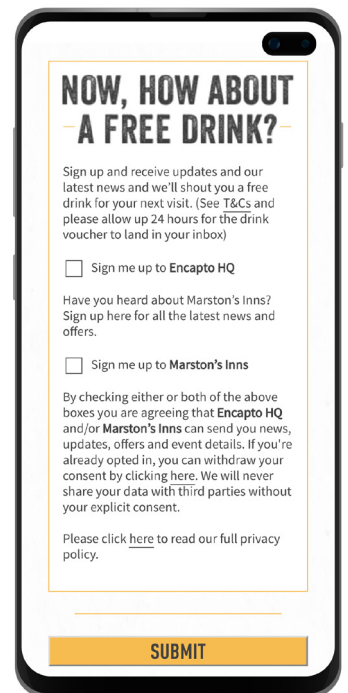 NOW, HOW ABOUT
A FREE DRINK?
Sign up and receive updates and our
latest news and we'll shout you a free
drink for your next visit. (See T&Cs and
please allow up 24 hours for the drink
voucher to land in your inbox)
Sign me up to Encapto HQ
Have you heard about Marston's Inns?
Sign up here for all the latest news and
offers.
Sign me up to Marston's Inns
By checking either or both of the above
boxes you are agreeing that Encapto HQ
and/or Marston's Inns can send you news,
updates, offers and event details. If you're
already opted in, you can withdraw your
consent by clicking here. We will never
share your data with third parties without
your explicit consent.
Please click here to read our full privacy
policy.
SUBMIT